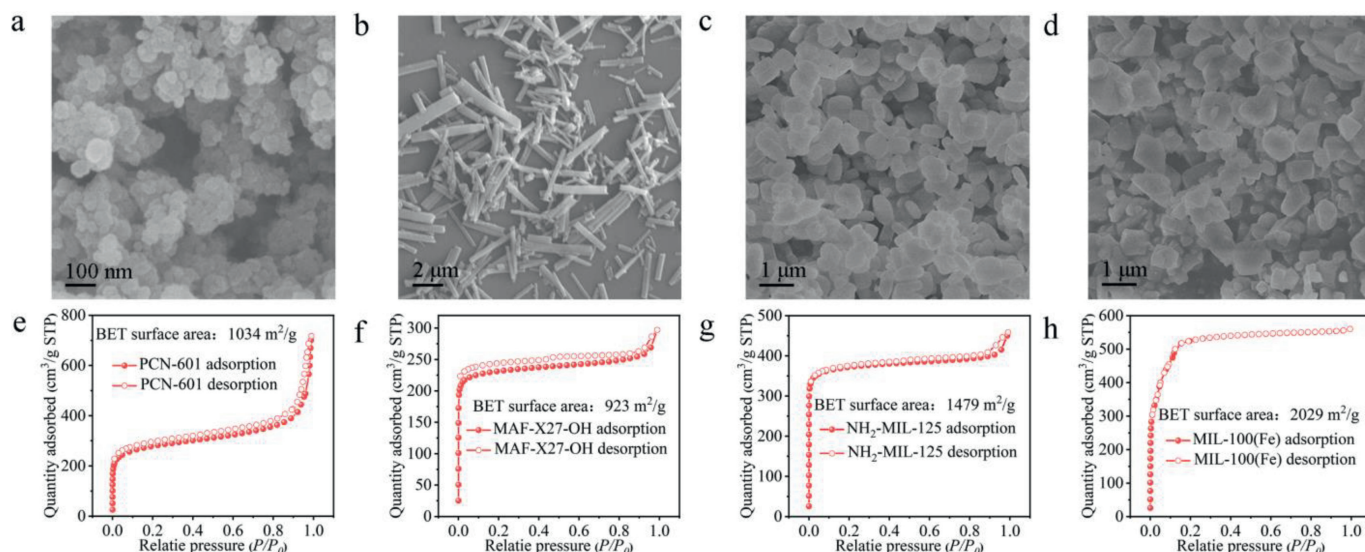 a
b
c
d
100 nm
2 μm
1 μm
1 μm
e
f
g
h
Quantity adsorbed (cm³/g STP)
800
600
400
200
0
BET surface area：1034 m²/g
PCN-601 adsorption
PCN-601 desorption
0.0 0.2 0.4 0.6 0.8 1.0
Relatie pressure (P/P₀)
Quantity adsorbed (cm³/g STP)
300
250
200
150
100
50
0
BET surface area：923 m²/g
MAF-X27-OH adsorption
MAF-X27-OH desorption
0.0 0.2 0.4 0.6 0.8 1.0
Relatie pressure (P/P₀)
Quantity adsorbed (cm³/g STP)
500
400
300
200
100
0
BET surface area：1479 m²/g
NH₂-MIL-125 adsorption
NH₂-MIL-125 desorption
0.0 0.2 0.4 0.6 0.8 1.0
Relatie pressure (P/P₀)
Quantity adsorbed (cm³/g STP)
600
500
400
300
200
100
0
BET surface area：2029 m²/g
MIL-100(Fe) adsorption
MIL-100(Fe) desorption
0.0 0.2 0.4 0.6 0.8 1.0
Relatie pressure (P/P₀)